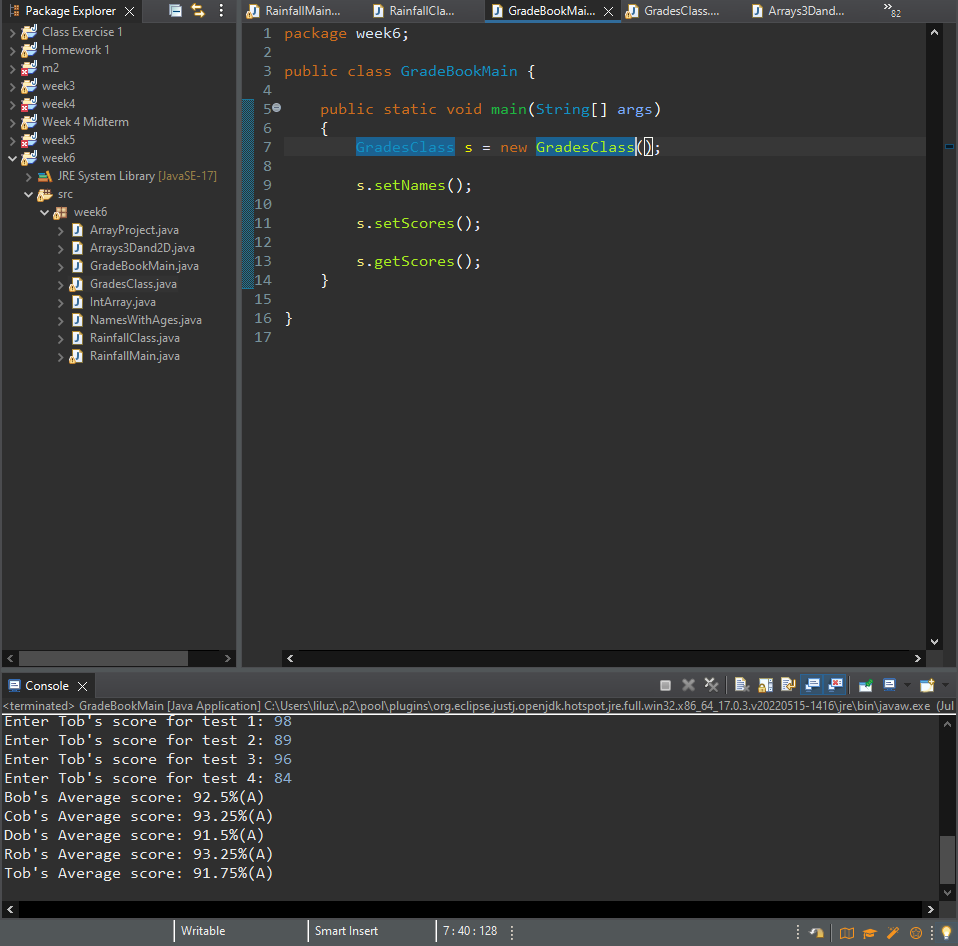 Package Explorer
RainfallMain...
RainfallCla...
GradeBookMai...
GradesClass....
Arrays3Dand...
82
Class Exercise 1
Homework 1
m2
week3
week4
Week 4 Midterm
week5
week6
JRE System Library [JavaSE-17]
src
week6
ArrayProject.java
Arrays3Dand2D.java
GradeBookMain.java
GradesClass.java
IntArray.java
NamesWithAges.java
RainfallClass.java
RainfallMain.java
1 package week6;
2
3 public class GradeBookMain {
4
5 public static void main(String[] args)
6 {
7 GradesClass s = new GradesClass();
8
9 s.setNames();
10
11 s.setScores();
12
13 s.getScores();
14 }
15
16 }
17
Console
<terminated> GradeBookMain [Java Application] C:\Users\liluz\.p2\pool\plugins\org.eclipse.justj.openjdk.hotspot.jre.full.win32.x86_64_17.0.3.v20220515-1416\jre\bin\javaw.exe (Jul
Enter Tob's score for test 1: 98
Enter Tob's score for test 2: 89
Enter Tob's score for test 3: 96
Enter Tob's score for test 4: 84
Bob's Average score: 92.5%(A)
Cob's Average score: 93.25%(A)
Dob's Average score: 91.5%(A)
Rob's Average score: 93.25%(A)
Tob's Average score: 91.75%(A)
Writable
Smart Insert
7 : 40 : 128